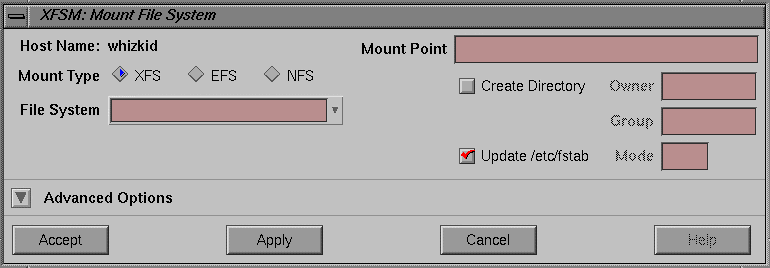 XFSM: Mount File System
Host Name: whizkid
Mount Point
Mount Type XFS EFS NFS
Create Directory Owner
File System
Group
Update /etc/fstab Mode
Advanced Options
Accept Apply Cancel Help